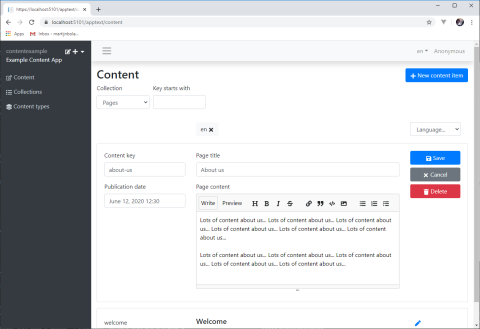 https://localhost:5101/apptest/c
localhost:5101/apptest/content
Apps
Inbox - martijnbola...
contentexample
Example Content App
Content
Collections
Content types
en
Anonymous
Content
+ New content item
Collection
Key starts with
Pages
en ×
Language...
Content key
Page title
about-us
About us
Save
Cancel
Delete
Publication date
Page content
June 12, 2020 12:30
Write
Preview
H B I S
Lots of content about us... Lots of content about us... Lots of content about
us... Lots of content about us... Lots of content about us... Lots of content
about us...
Lots of content about us... Lots of content about us... Lots of content about
us... Lots of content about us... Lots of content about us...
welcome
Welcome